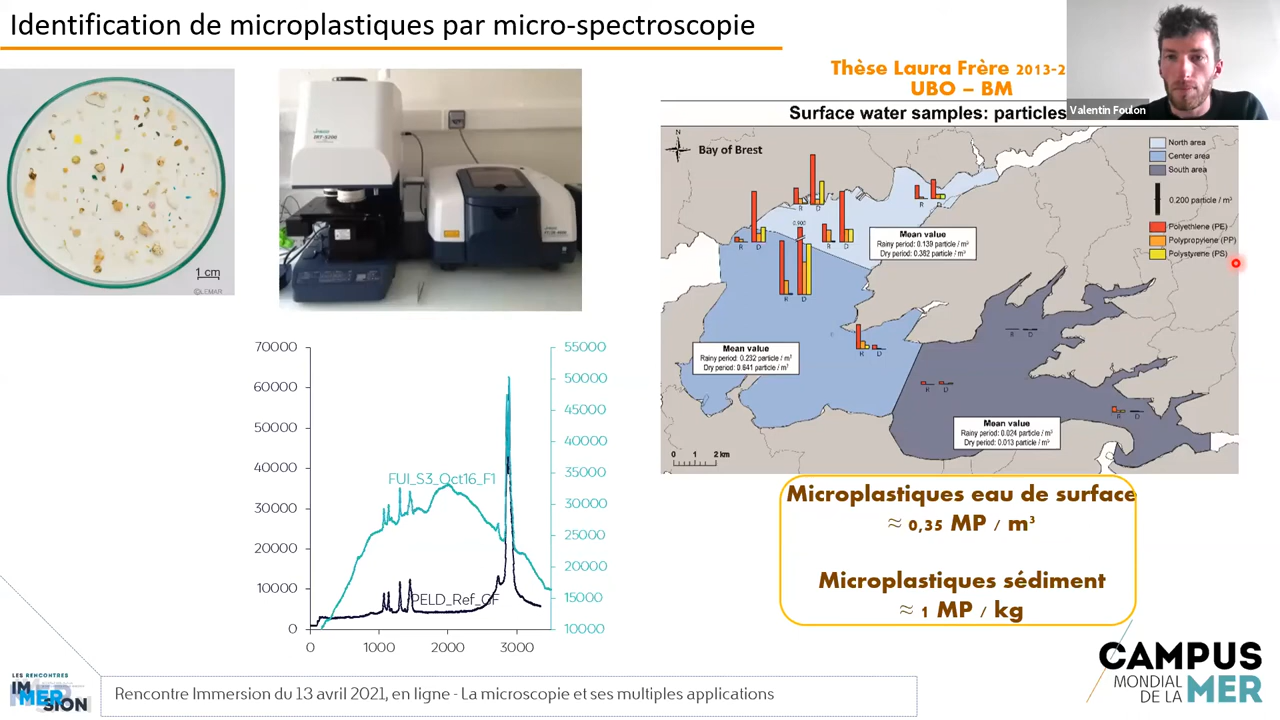 Identification de microplastiques par micro-spectroscopie
Valentin Foulon
Thèse Laura Frère 2013-2
UBO – BM
Surface water samples: particles
1 cm
©LEMAR
N
Bay of Brest
North area
Center area
South area
0.200 particle / m³
Polyethlene (PE)
Polypropylene (PP)
Polystyrene (PS)
R D
R D
R D
0.900
R D
R D
Mean value
Rainy period: 0.139 particle / m³
Dry period: 0.382 particle / m³
Mean value
Rainy period: 0.232 particle / m³
Dry period: 0.641 particle / m³
R D
R D
R D
R D
Mean value
Rainy period: 0.024 particle / m³
Dry period: 0.013 particle / m³
0 1 2 km
70000
60000
50000
40000
30000
20000
10000
0
55000
50000
45000
40000
35000
30000
25000
20000
15000
10000
FUI_S3_Oct16_F1
PELD_Ref_GF
0 1000 2000 3000
Microplastiques eau de surface
≈ 0,35 MP / m³
Microplastiques sédiment
≈ 1 MP / kg
LES RENCONTRES
IM
MER
SION
Rencontre Immersion du 13 avril 2021, en ligne - La microscopie et ses multiples applications
CAMPUS
MONDIAL
DE LA MER